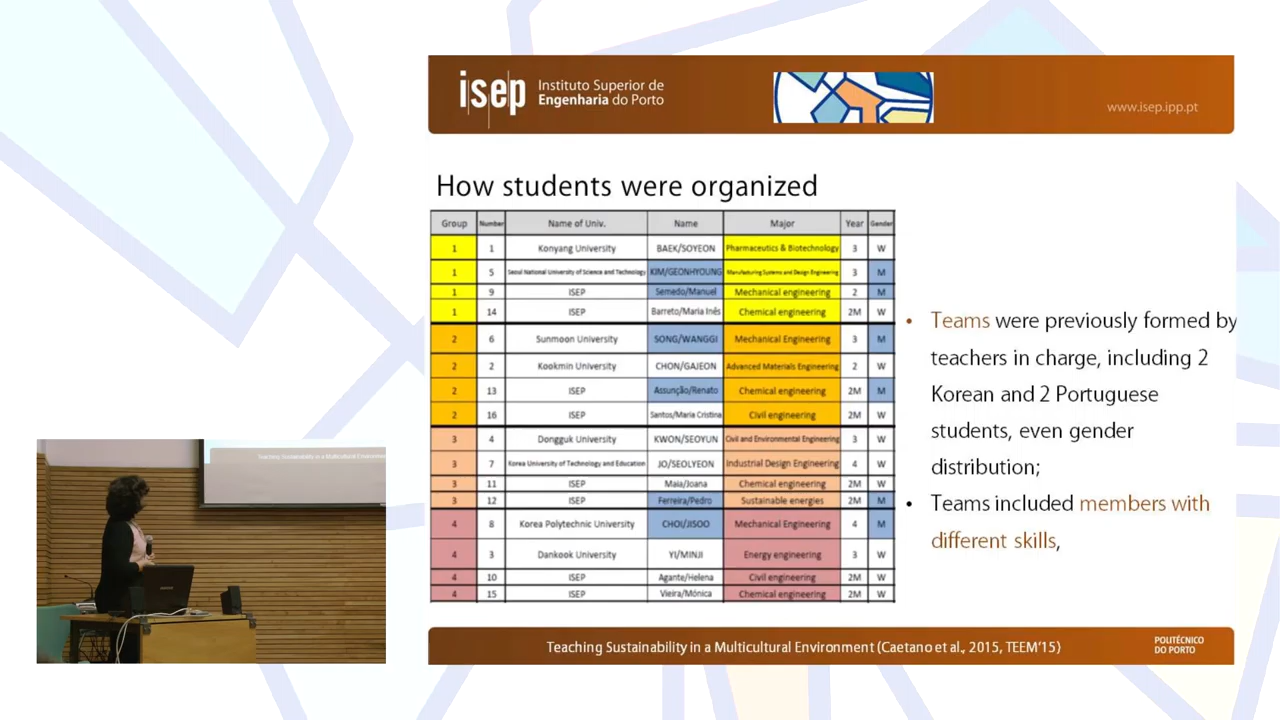 isep
Instituto Superior de
Engenharia do Porto
www.isep.ipp.pt
How students were organized
Group Number Name of Univ. Name Major Year Gender
1 1 Konyang University BAEK/SOYEON Pharmaceutics & Biotechnology 3 W
1 5 Seoul National University of Science and Technology KIM/GEONHYOUNG Manufacturing Systems and Design Engineering 3 M
1 9 ISEP Semedo/Manuel Mechanical engineering 2 M
1 14 ISEP Barreto/Maria Inês Chemical engineering 2M W
2 6 Sunmoon University SONG/WANGGI Mechanical Engineering 3 M
2 2 Kookmin University CHON/GAJEON Advanced Materials Engineering 2 W
2 13 ISEP Assunção/Renato Chemical engineering 2M M
2 16 ISEP Santos/Maria Cristina Civil engineering 2M W
3 4 Dongguk University KWON/SEOYUN Civil and Environmental Engineering 3 W
3 7 Korea University of Technology and Education JO/SEOLYEON Industrial Design Engineering 4 W
3 11 ISEP Maia/Joana Chemical engineering 2M W
3 12 ISEP Ferreira/Pedro Sustainable energies 2M M
4 8 Korea Polytechnic University CHOI/JISOO Mechanical Engineering 4 M
4 3 Dankook University YI/MINJI Energy engineering 3 W
4 10 ISEP Agante/Helena Civil engineering 2M W
4 15 ISEP Vieira/Mónica Chemical engineering 2M W
• Teams were previously formed by
teachers in charge, including 2
Korean and 2 Portuguese
students, even gender
distribution;
• Teams included members with
different skills,
Teaching Sustainability in a Multicultural Environment
Teaching Sustainability in a Multicultural Environment (Caetano et al., 2015, TEEM'15)
POLITÉCNICO
DO PORTO